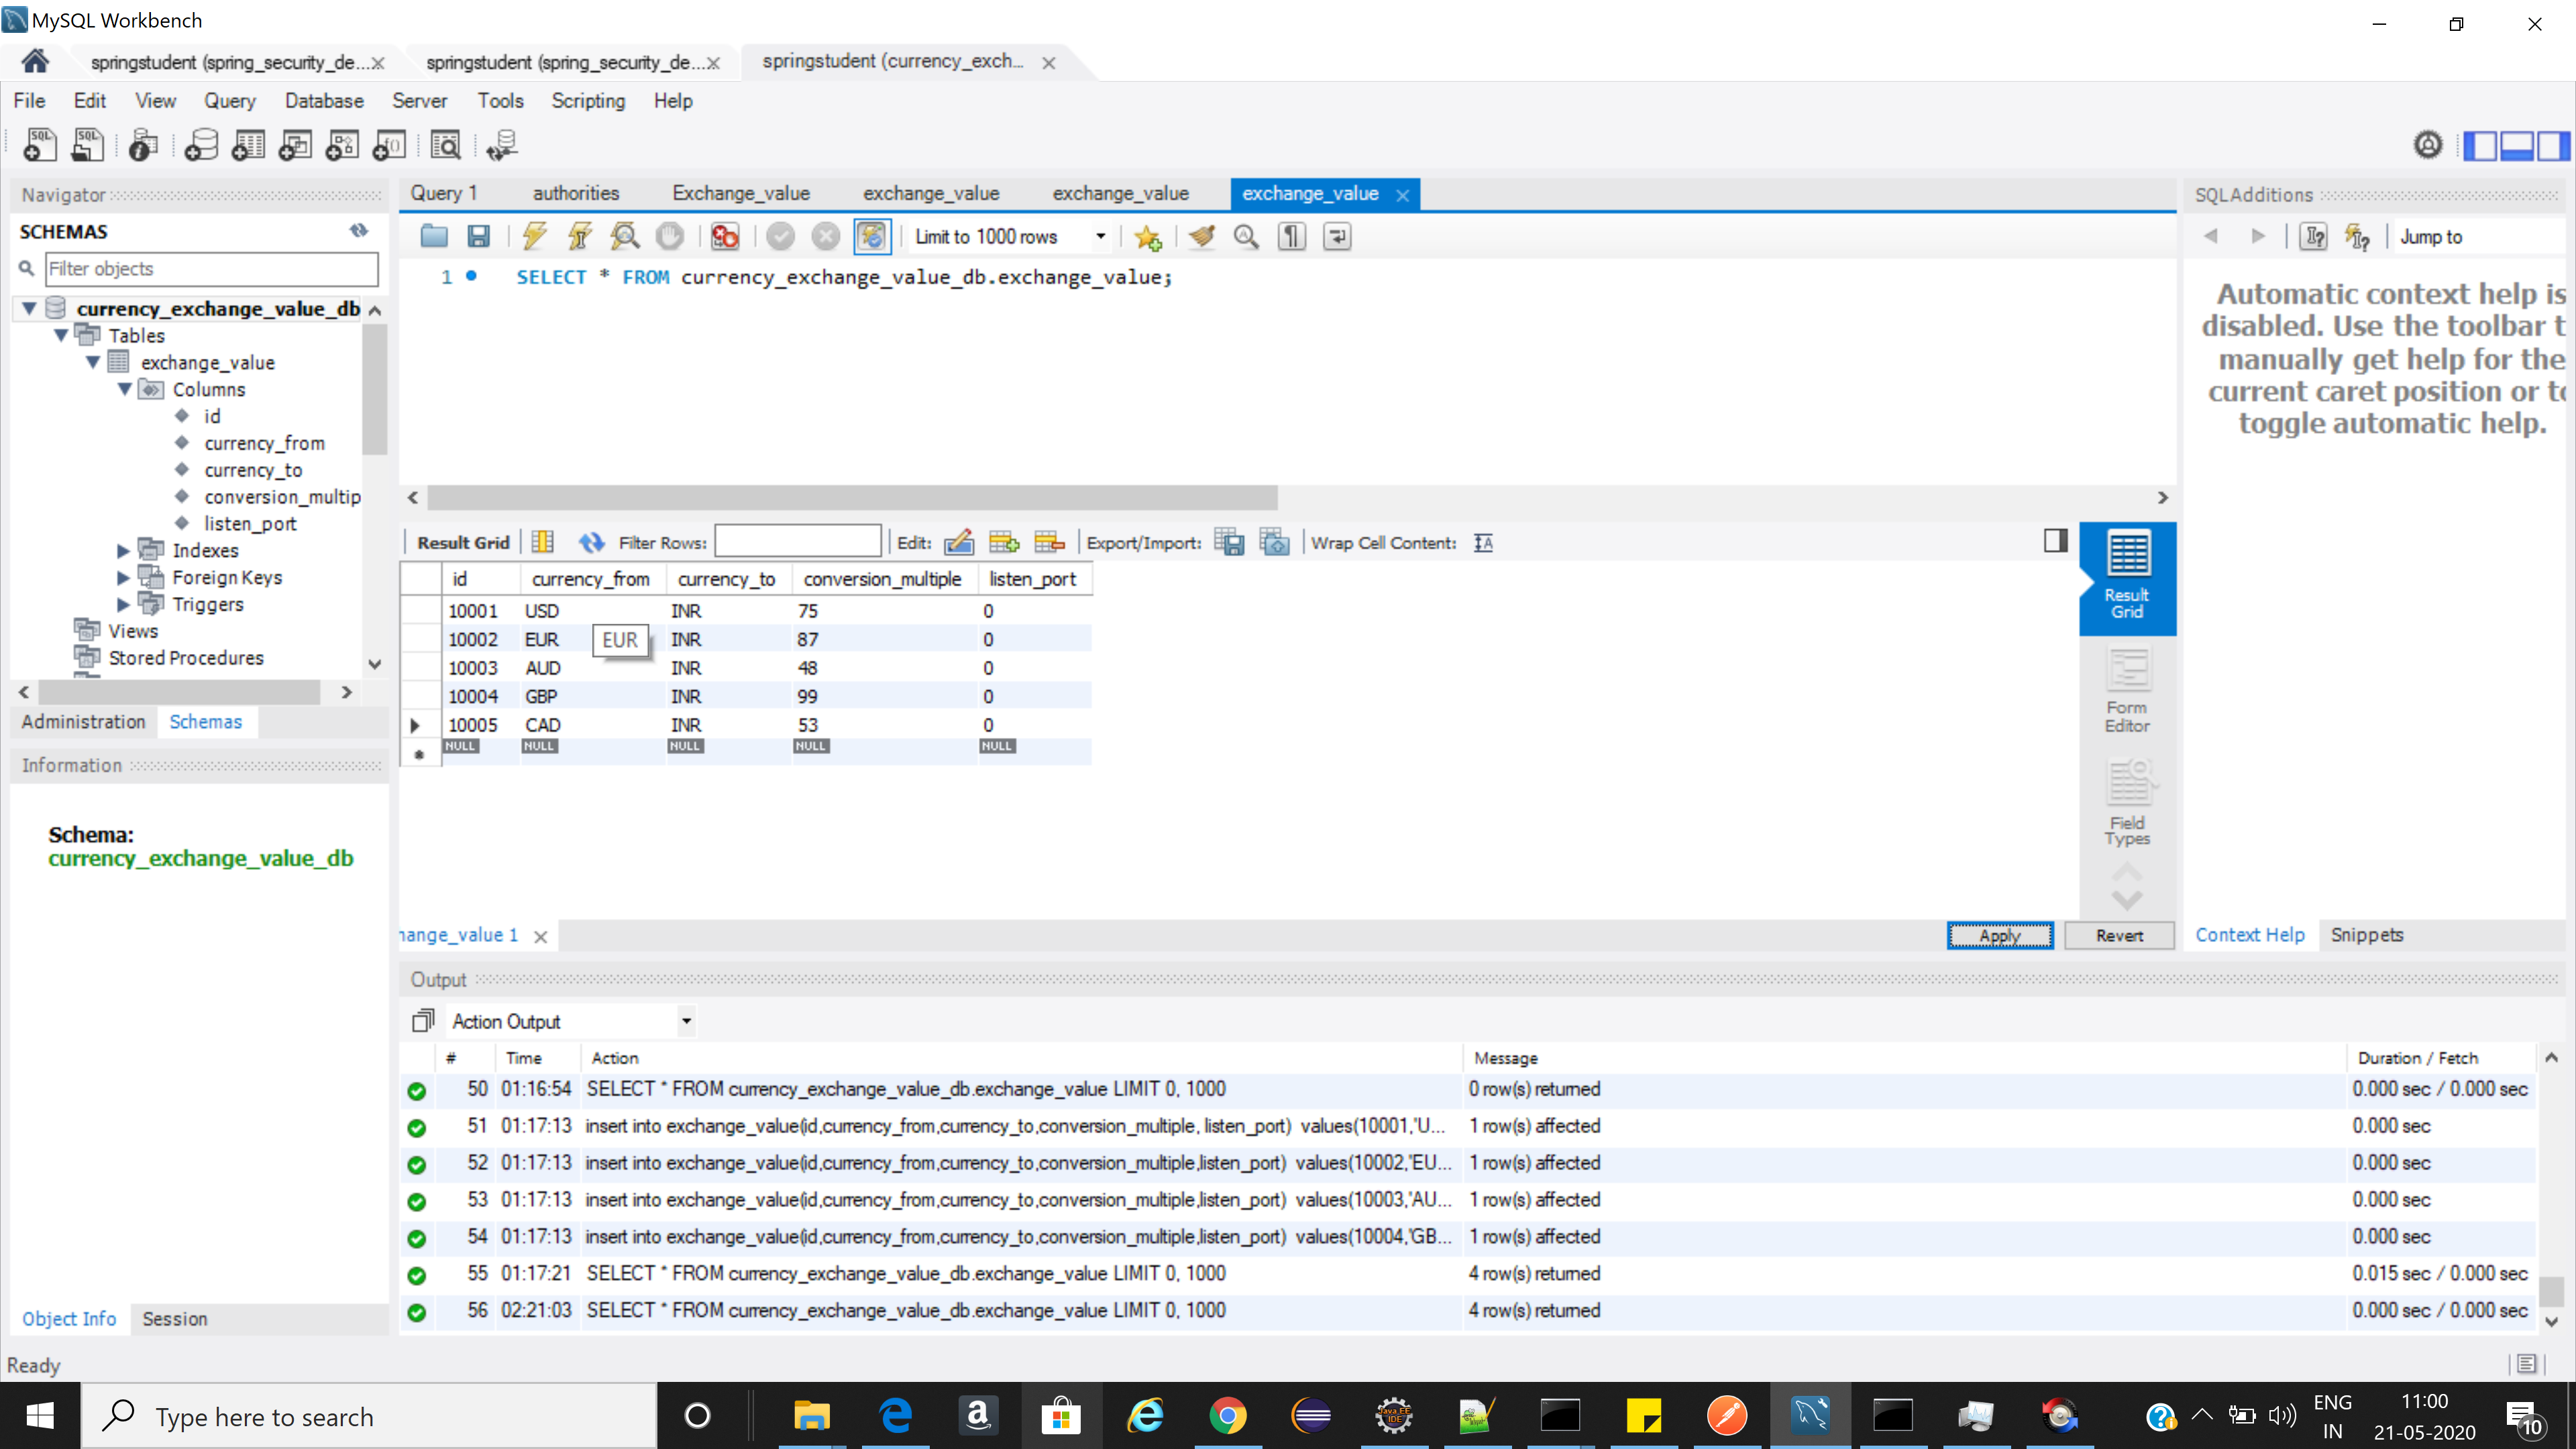 MySQL Workbench
springstudent (spring_security_de... springstudent (spring_security_de... springstudent (currency_exch...
File Edit View Query Database Server Tools Scripting Help
Navigator
SCHEMAS
Filter objects
currency_exchange_value_db
Tables
exchange_value
Columns
id
currency_from
currency_to
conversion_multip
listen_port
Indexes
Foreign Keys
Triggers
Views
Stored Procedures
Administration Schemas
Information
Schema:
currency_exchange_value_db
Object Info Session
Query 1 authorities Exchange_value exchange_value exchange_value exchange_value
Limit to 1000 rows
1 SELECT * FROM currency_exchange_value_db.exchange_value;
Result Grid Filter Rows: Edit: Export/Import: Wrap Cell Content:
id currency_from currency_to conversion_multiple listen_port
10001 USD INR 75 0
10002 EUR INR 87 0
EUR
10003 AUD INR 48 0
10004 GBP INR 99 0
10005 CAD INR 53 0
NULL NULL NULL NULL NULL
Result
Grid
Form
Editor
Field
Types
hange_value 1
Apply Revert
SQLAdditions
Jump to
Automatic context help is
disabled. Use the toolbar t
manually get help for the
current caret position or to
toggle automatic help.
Context Help Snippets
Output
Action Output
# Time Action Message Duration / Fetch
50 01:16:54 SELECT * FROM currency_exchange_value_db.exchange_value LIMIT 0, 1000 0 row(s) returned 0.000 sec / 0.000 sec
51 01:17:13 insert into exchange_value(id,currency_from,currency_to,conversion_multiple, listen_port) values(10001,'U... 1 row(s) affected 0.000 sec
52 01:17:13 insert into exchange_value(id,currency_from,currency_to,conversion_multiple,listen_port) values(10002,'EU... 1 row(s) affected 0.000 sec
53 01:17:13 insert into exchange_value(id,currency_from,currency_to,conversion_multiple,listen_port) values(10003,'AU... 1 row(s) affected 0.000 sec
54 01:17:13 insert into exchange_value(id,currency_from,currency_to,conversion_multiple,listen_port) values(10004,'GB... 1 row(s) affected 0.000 sec
55 01:17:21 SELECT * FROM currency_exchange_value_db.exchange_value LIMIT 0, 1000 4 row(s) returned 0.015 sec / 0.000 sec
56 02:21:03 SELECT * FROM currency_exchange_value_db.exchange_value LIMIT 0, 1000 4 row(s) returned 0.000 sec / 0.000 sec
Ready
Type here to search
ENG
IN
11:00
21-05-2020
10